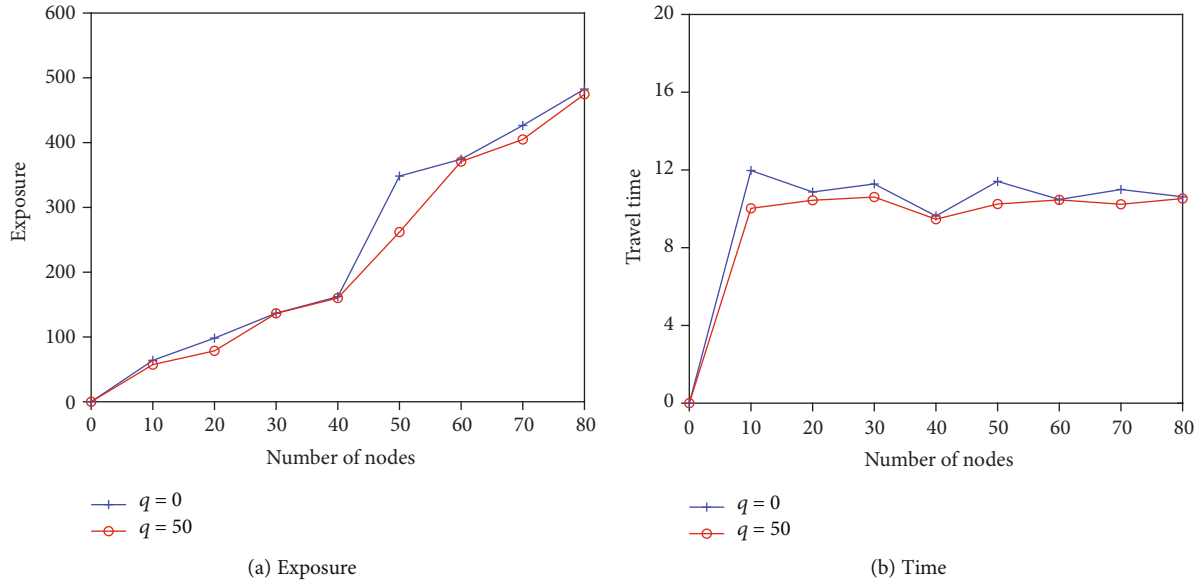 600
500
400
300
200
100
0
Exposure
0 10 20 30 40 50 60 70 80
Number of nodes
q = 0
q = 50
(a) Exposure
20
16
12
8
4
0
Travel time
0 10 20 30 40 50 60 70 80
Number of nodes
q = 0
q = 50
(b) Time